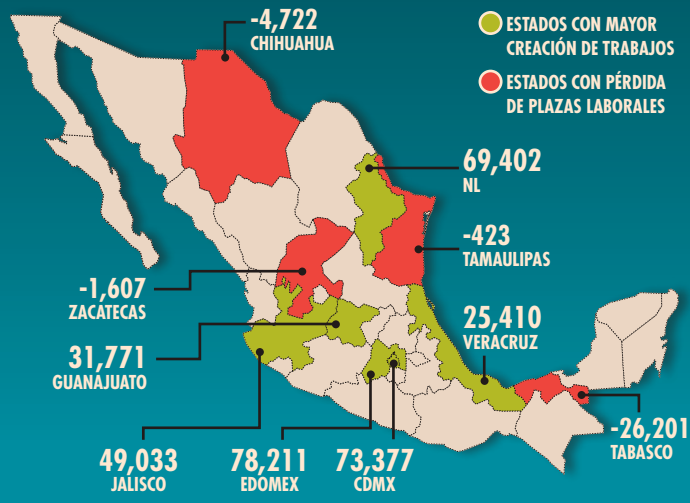 -4,722
CHIHUAHUA
ESTADOS CON MAYOR
CREACIÓN DE TRABAJOS
ESTADOS CON PÉRDIDA
DE PLAZAS LABORALES
69,402
NL
-423
TAMAULIPAS
-1,607
ZACATECAS
25,410
VERACRUZ
31,771
GUANAJUATO
-26,201
TABASCO
49,033
JALISCO
78,211
EDOMEX
73,377
CDMX